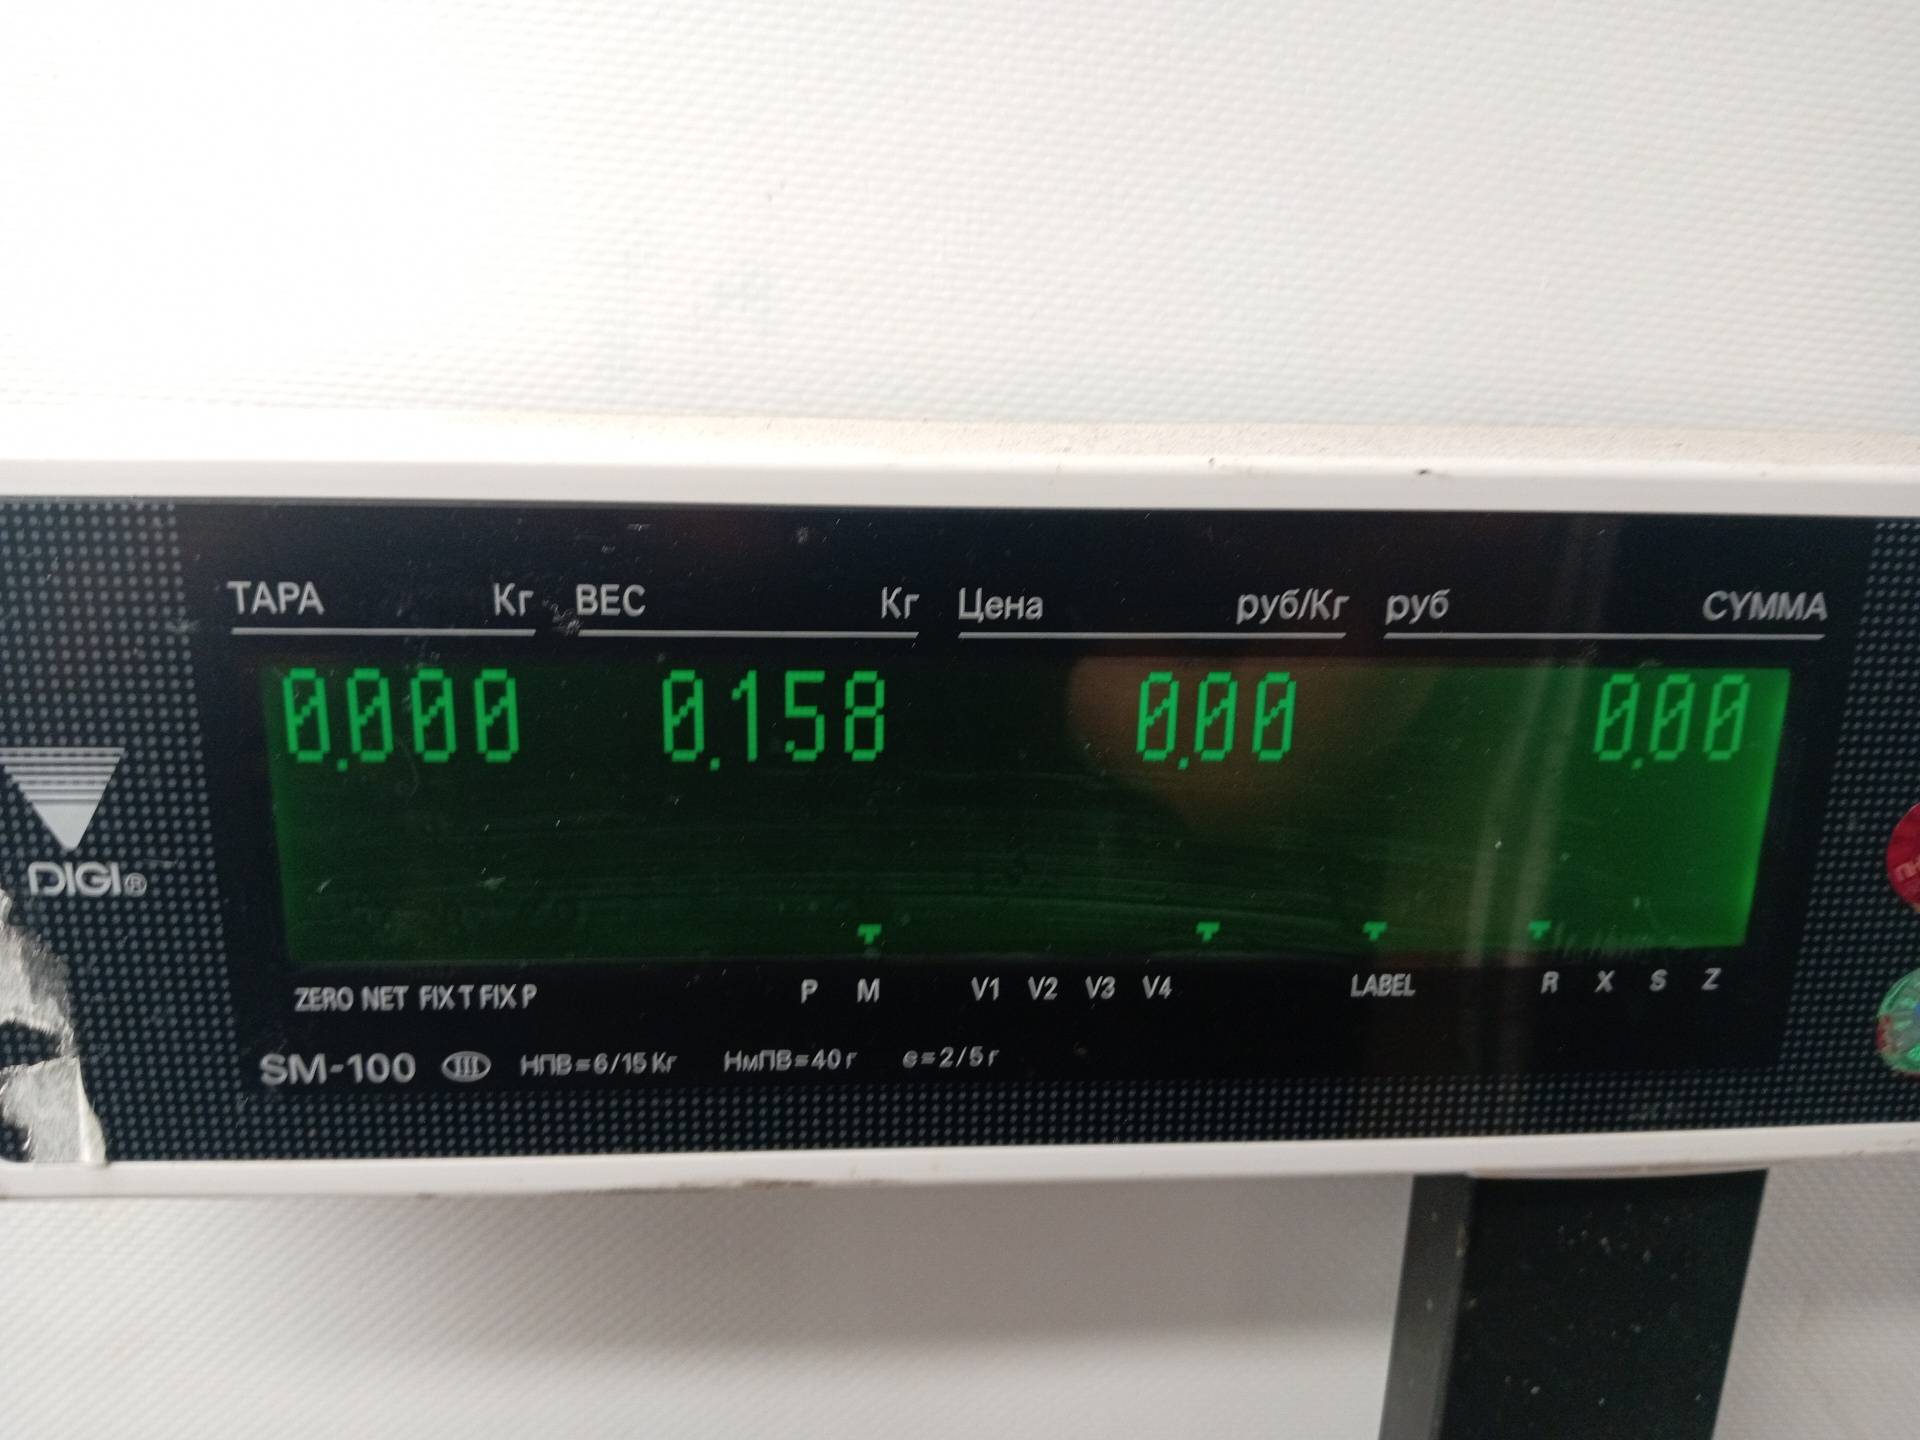 ТАРА Кг ВЕС Кг Цена руб/Кг руб СУММА
0.000 0.158 0.00 0.00
DIGI®
ZERO NET FIX T FIX P P M V1 V2 V3 V4 LABEL R X S Z
SM-100 III НПВ=6/15 Кг НмПВ=40 г e=2/5 г